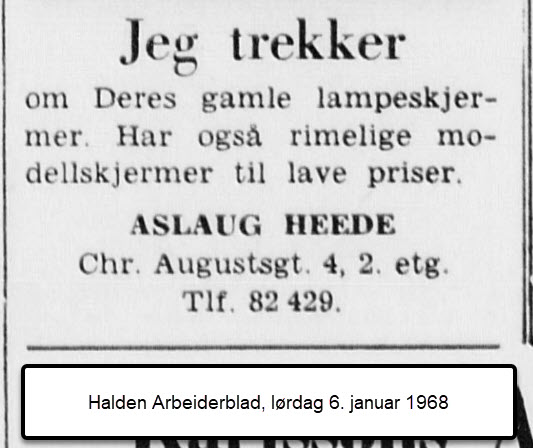 Jeg trekker
om Deres gamle lampeskjer-
mer. Har også rimelige mo-
dellskjermer til lave priser.
ASLAUG HEEDE
Chr. Augustsgt. 4, 2. etg.
Tlf. 82 429.
Halden Arbeiderblad, lørdag 6. januar 1968